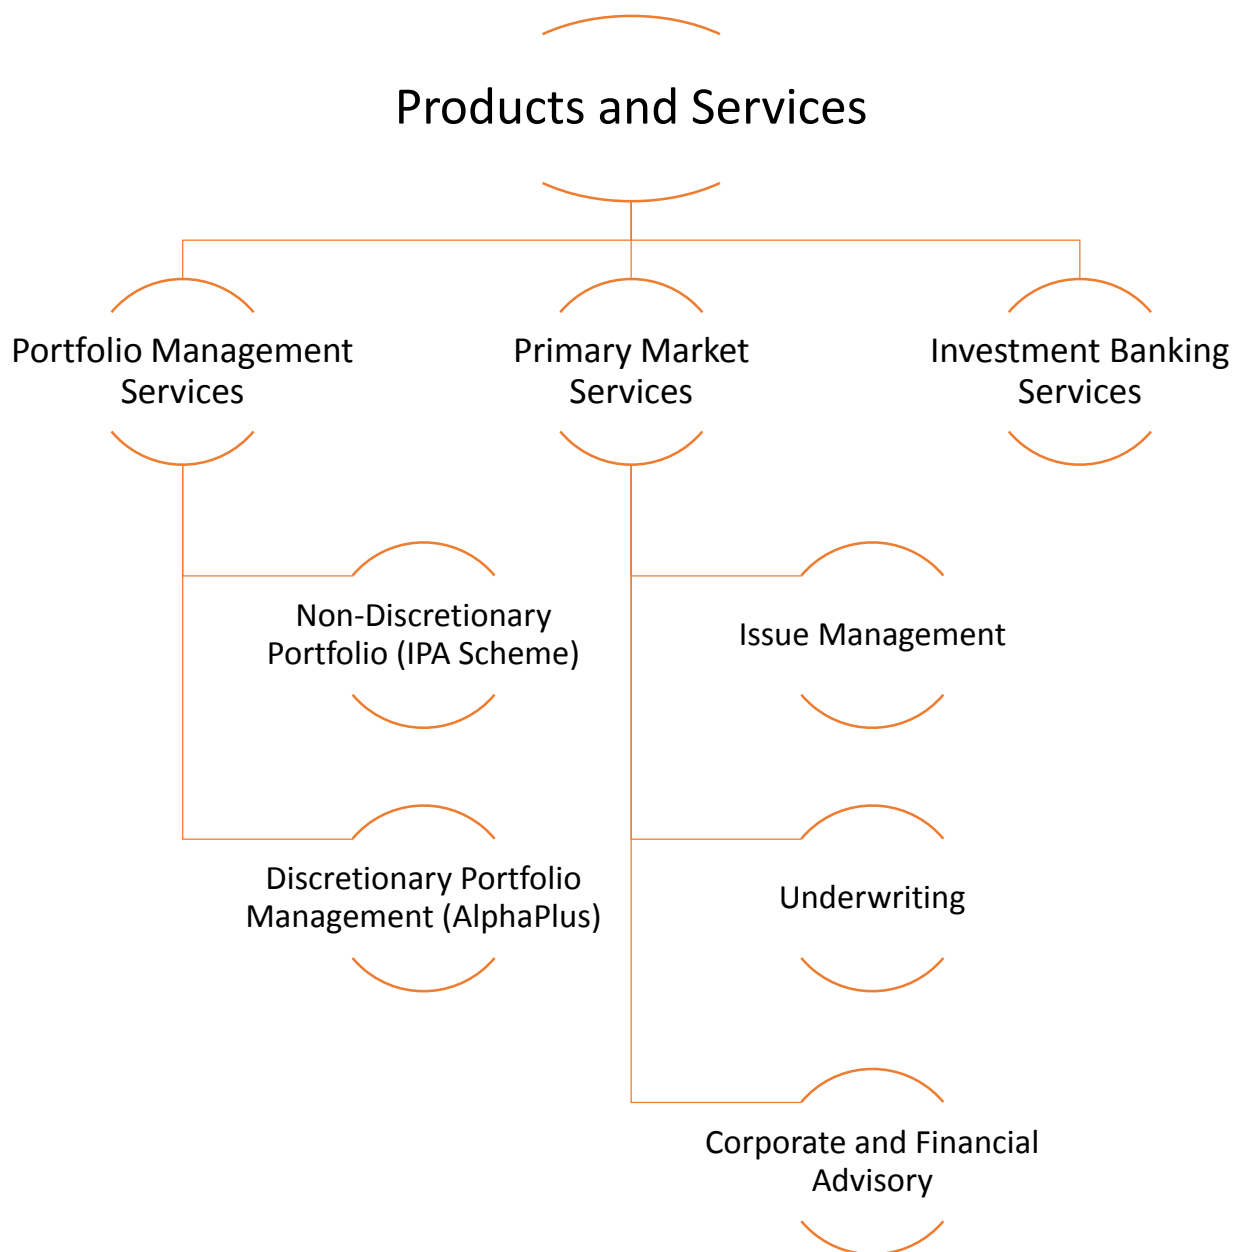 Products and Services
Portfolio Management
Services
Primary Market
Services
Investment Banking
Services
Non-Discretionary
Portfolio (IPA Scheme)
Discretionary Portfolio
Management (AlphaPlus)
Issue Management
Underwriting
Corporate and Financial
Advisory